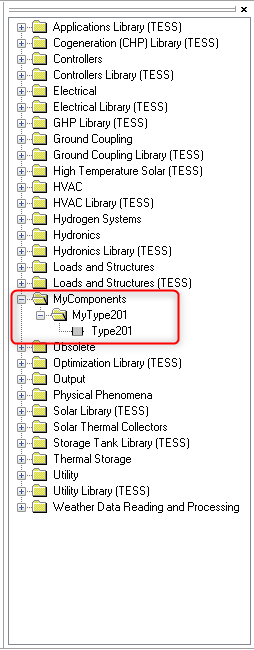 Applications Library (TESS)
Cogeneration (CHP) Library (TESS)
Controllers
Controllers Library (TESS)
Electrical
Electrical Library (TESS)
GHP Library (TESS)
Ground Coupling
Ground Coupling Library (TESS)
High Temperature Solar (TESS)
HVAC
HVAC Library (TESS)
Hydrogen Systems
Hydronics
Hydronics Library (TESS)
Loads and Structures
Loads and Structures (TESS)
MyComponents
MyType201
Type201
Obsolete
Optimization Library (TESS)
Output
Physical Phenomena
Solar Library (TESS)
Solar Thermal Collectors
Storage Tank Library (TESS)
Thermal Storage
Utility
Utility Library (TESS)
Weather Data Reading and Processing